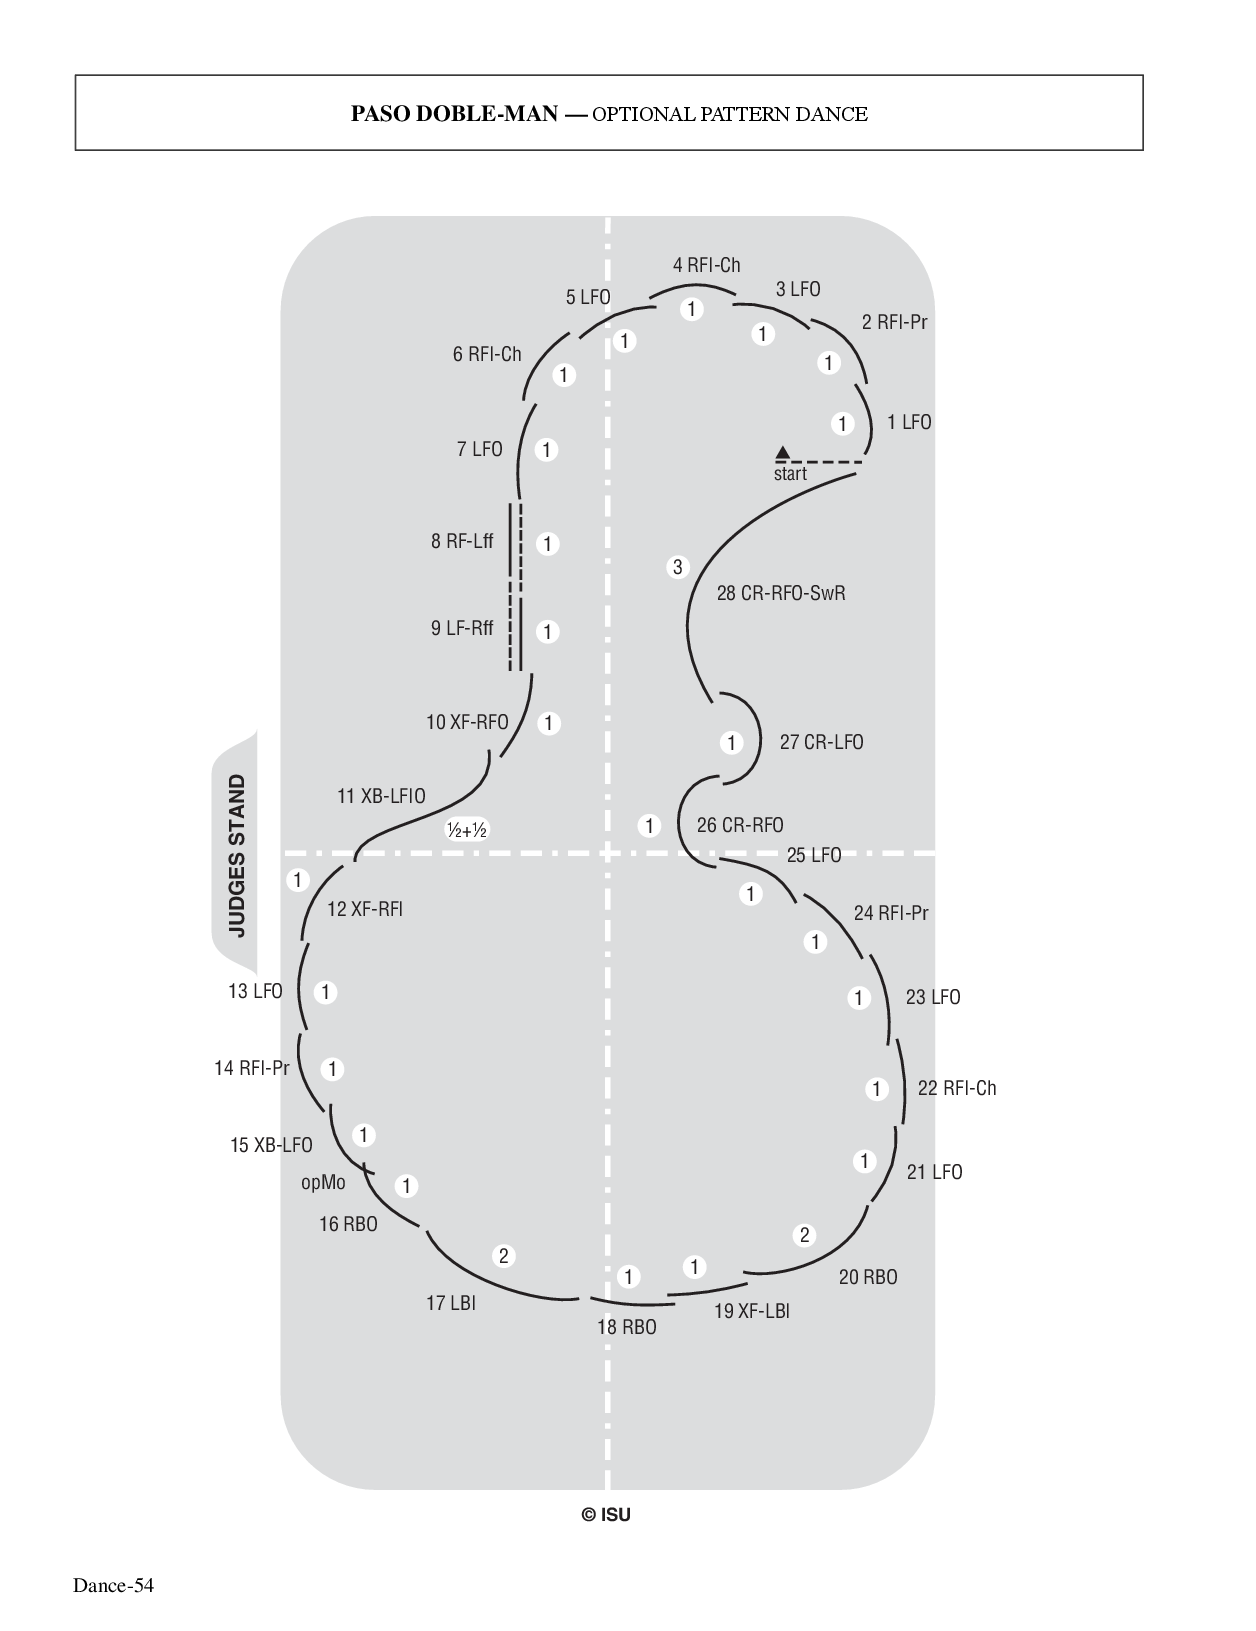 PASO DOBLE-MAN — OPTIONAL PATTERN DANCE
4 RFI-Ch
3 LFO
5 LFO
1
2 RFI-Pr
1
1
6 RFI-Ch
1
1
1 LFO
1
7 LFO
1
start
8 RF-Lff
1
3
28 CR-RFO-SwR
9 LF-Rff
1
10 XF-RFO
1
1
27 CR-LFO
11 XB-LFIO
½+½
1
26 CR-RFO
25 LFO
JUDGES STAND
1
12 XF-RFI
1
24 RFI-Pr
1
13 LFO
1
1
23 LFO
14 RFI-Pr
1
1
22 RFI-Ch
15 XB-LFO
1
1
21 LFO
opMo
1
16 RBO
2
2
17 LBI
1
1
20 RBO
18 RBO
19 XF-LBI
© ISU
Dance-54